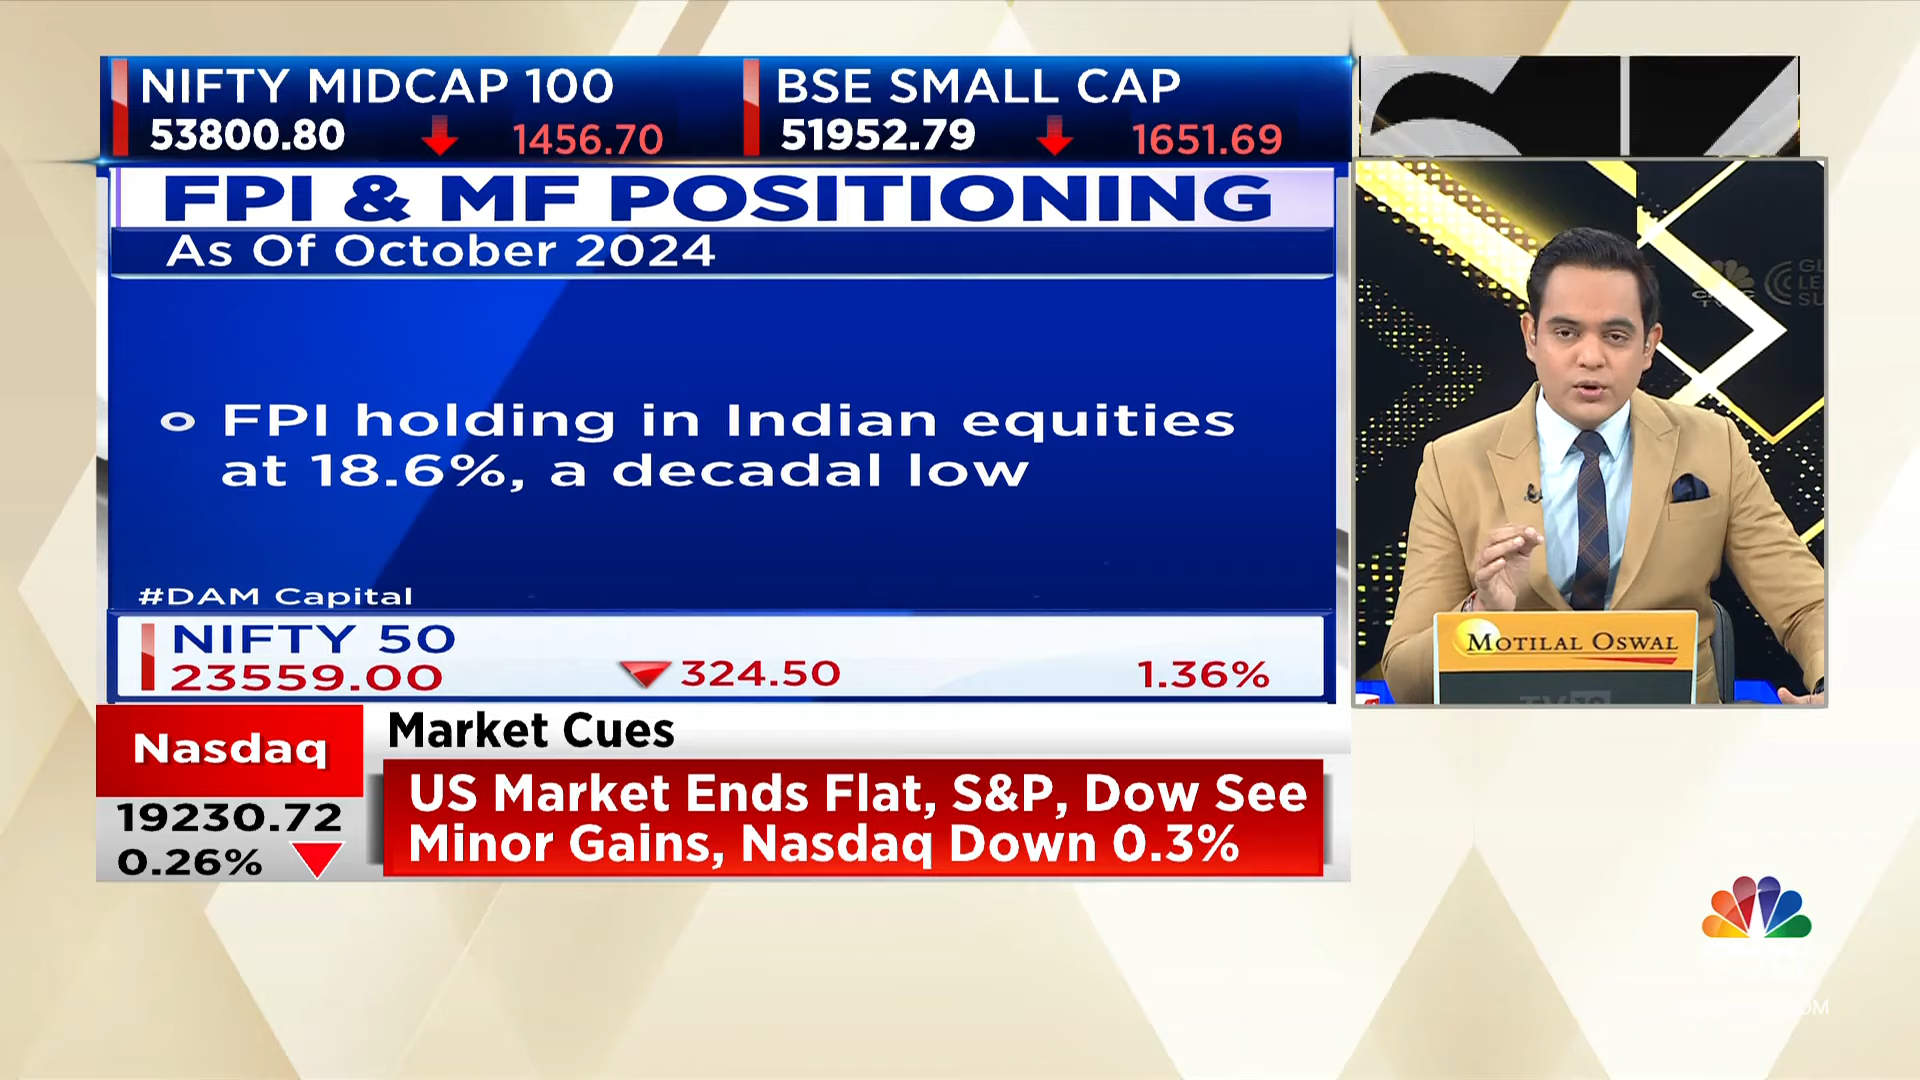 NIFTY MIDCAP 100
53800.80 1456.70
BSE SMALL CAP
51952.79 1651.69
FPI & MF POSITIONING
As Of October 2024
FPI holding in Indian equities
at 18.6%, a decadal low
#DAM Capital
NIFTY 50
23559.00 324.50 1.36%
MOTILAL OSWAL
Nasdaq
19230.72
0.26%
Market Cues
US Market Ends Flat, S&P, Dow See
Minor Gains, Nasdaq Down 0.3%